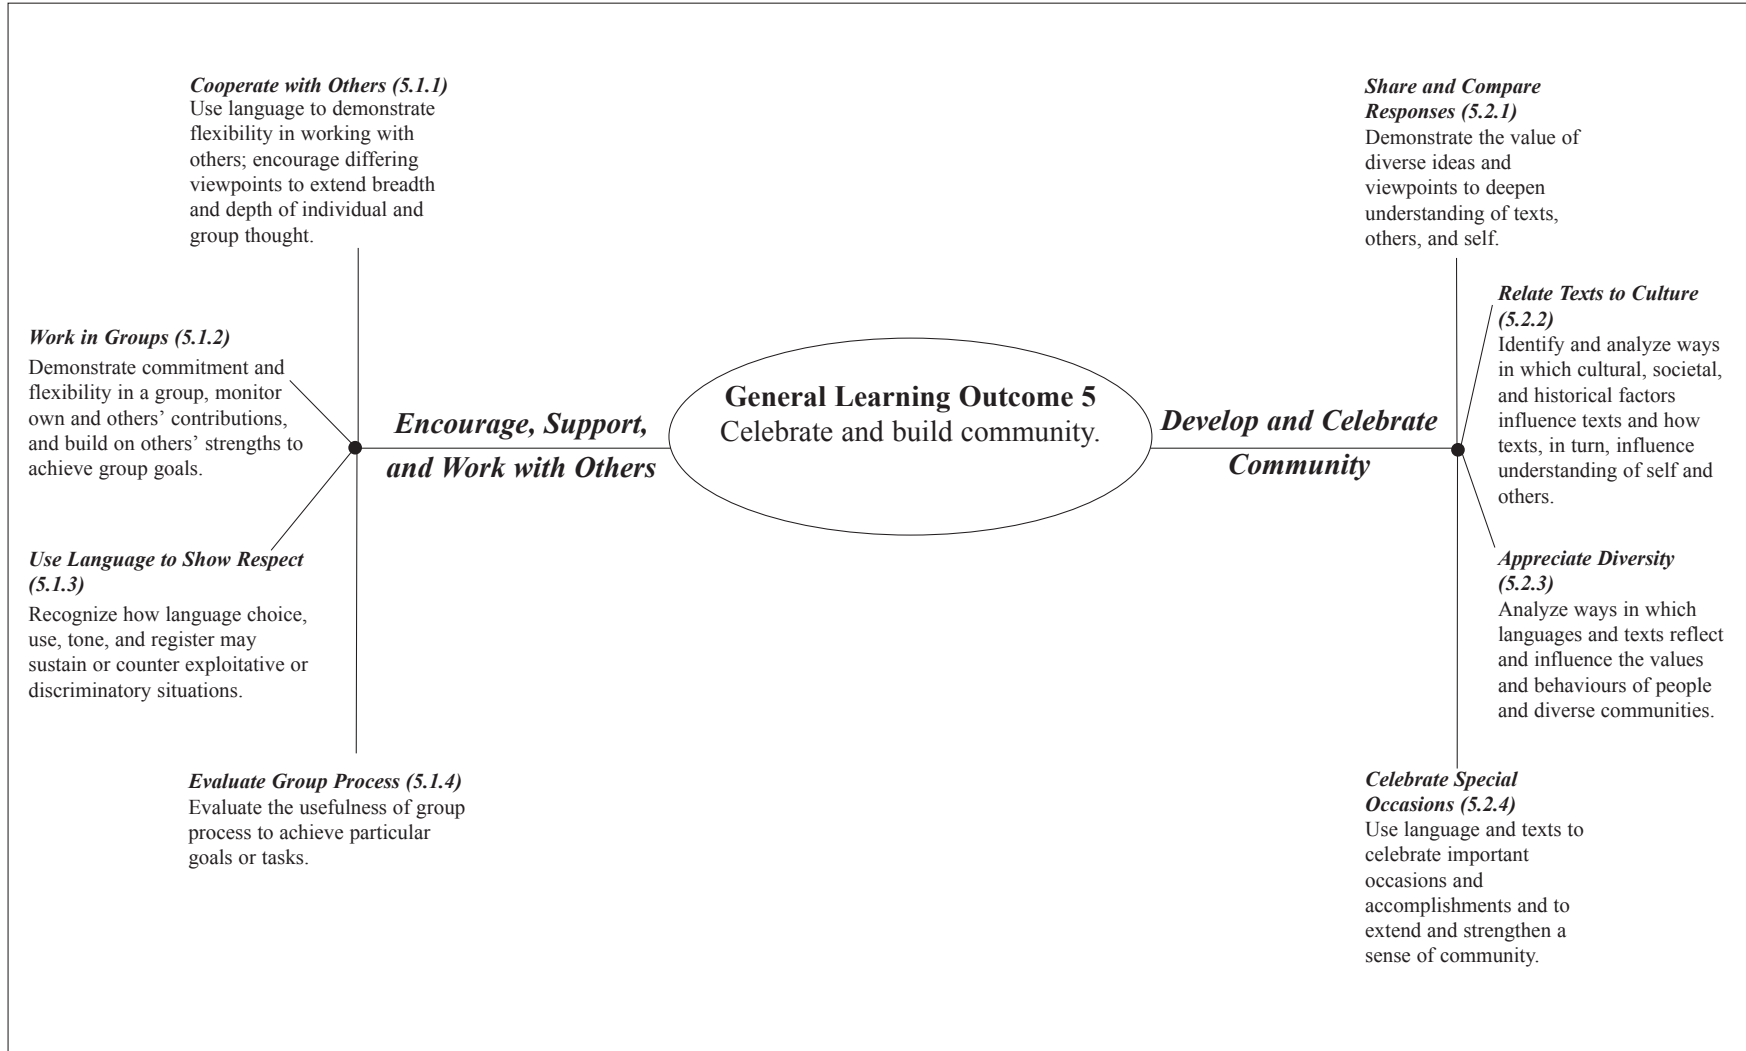 Cooperate with Others (5.1.1)
Use language to demonstrate
flexibility in working with
others; encourage differing
viewpoints to extend breadth
and depth of individual and
group thought.
Work in Groups (5.1.2)
Demonstrate commitment and
flexibility in a group, monitor
own and others’ contributions,
and build on others’ strengths to
achieve group goals.
Use Language to Show Respect
(5.1.3)
Recognize how language choice,
use, tone, and register may
sustain or counter exploitative or
discriminatory situations.
Evaluate Group Process (5.1.4)
Evaluate the usefulness of group
process to achieve particular
goals or tasks.
Encourage, Support,
and Work with Others
General Learning Outcome 5
Celebrate and build community.
Develop and Celebrate
Community
Share and Compare
Responses (5.2.1)
Demonstrate the value of
diverse ideas and
viewpoints to deepen
understanding of texts,
others, and self.
Relate Texts to Culture
(5.2.2)
Identify and analyze ways
in which cultural, societal,
and historical factors
influence texts and how
texts, in turn, influence
understanding of self and
others.
Appreciate Diversity
(5.2.3)
Analyze ways in which
languages and texts reflect
and influence the values
and behaviours of people
and diverse communities.
Celebrate Special
Occasions (5.2.4)
Use language and texts to
celebrate important
occasions and
accomplishments and to
extend and strengthen a
sense of community.